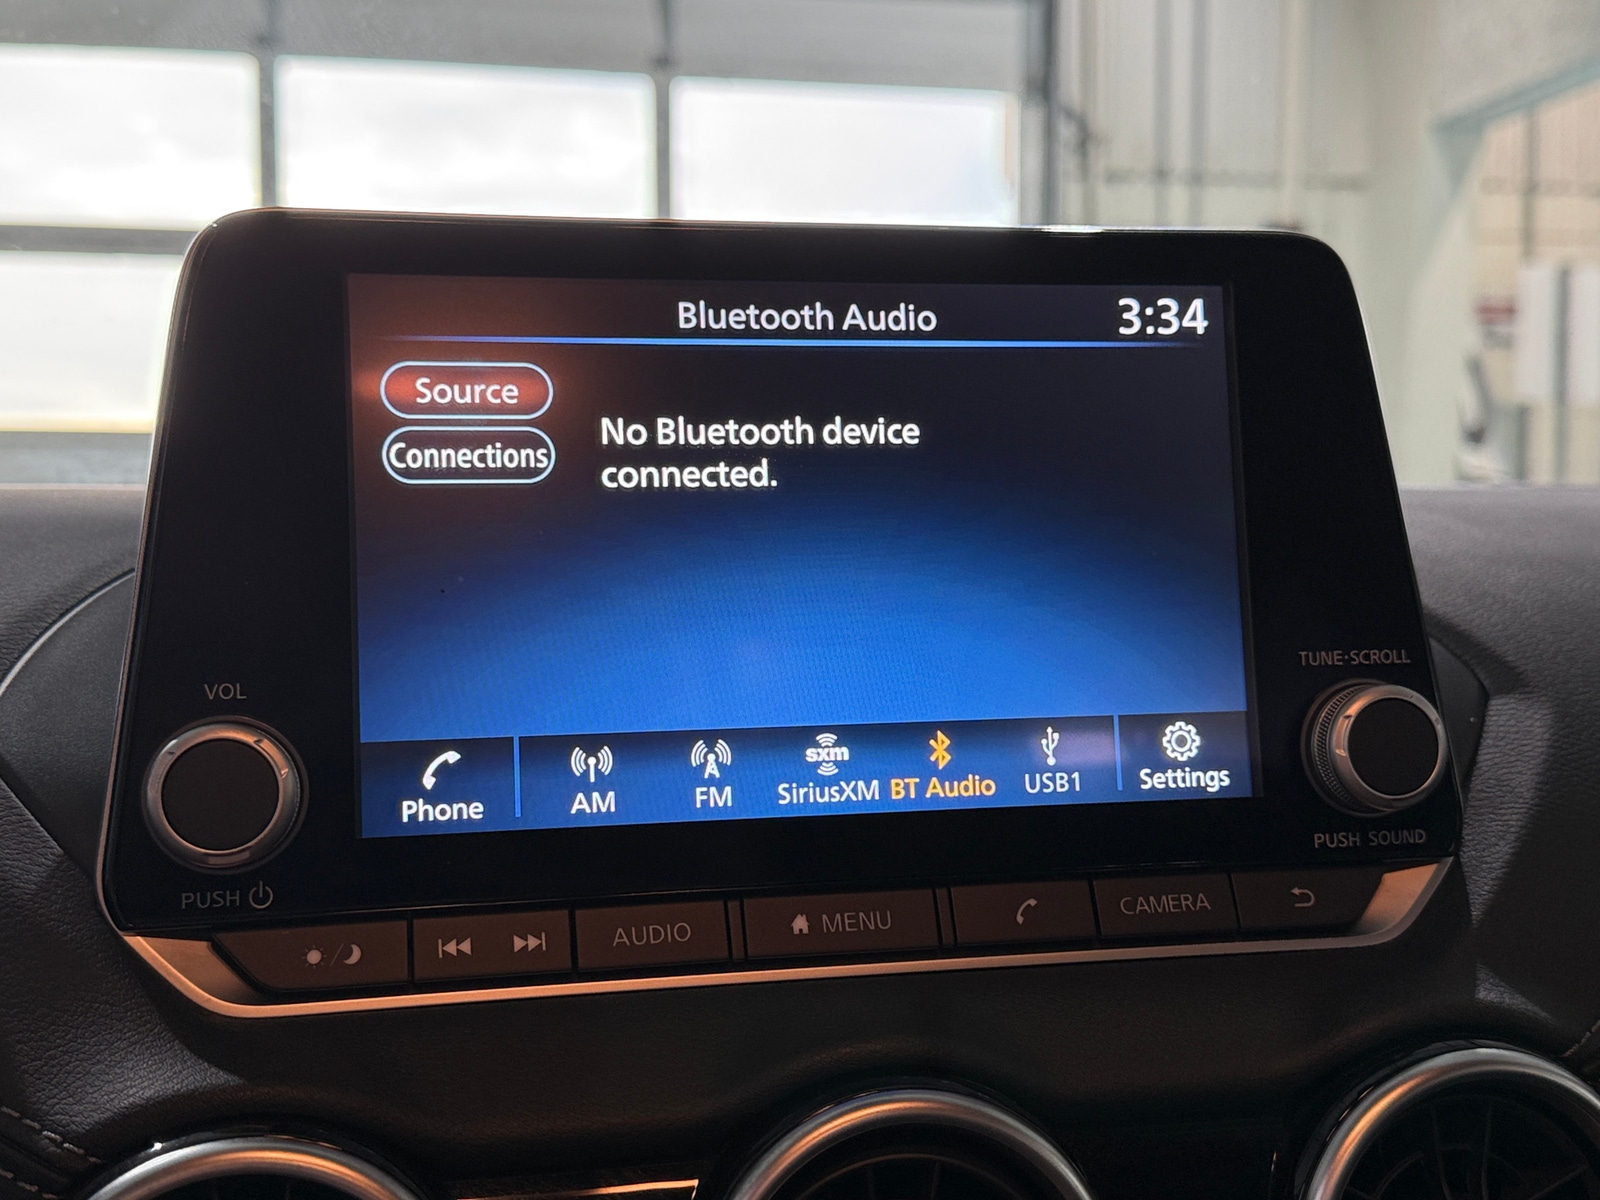 Bluetooth Audio
3:34
Source
Connections
No Bluetooth device
connected.
Phone
AM
FM
sxm
SiriusXM
BT Audio
USB1
Settings
VOL
PUSH
TUNE·SCROLL
PUSH SOUND
AUDIO
MENU
CAMERA